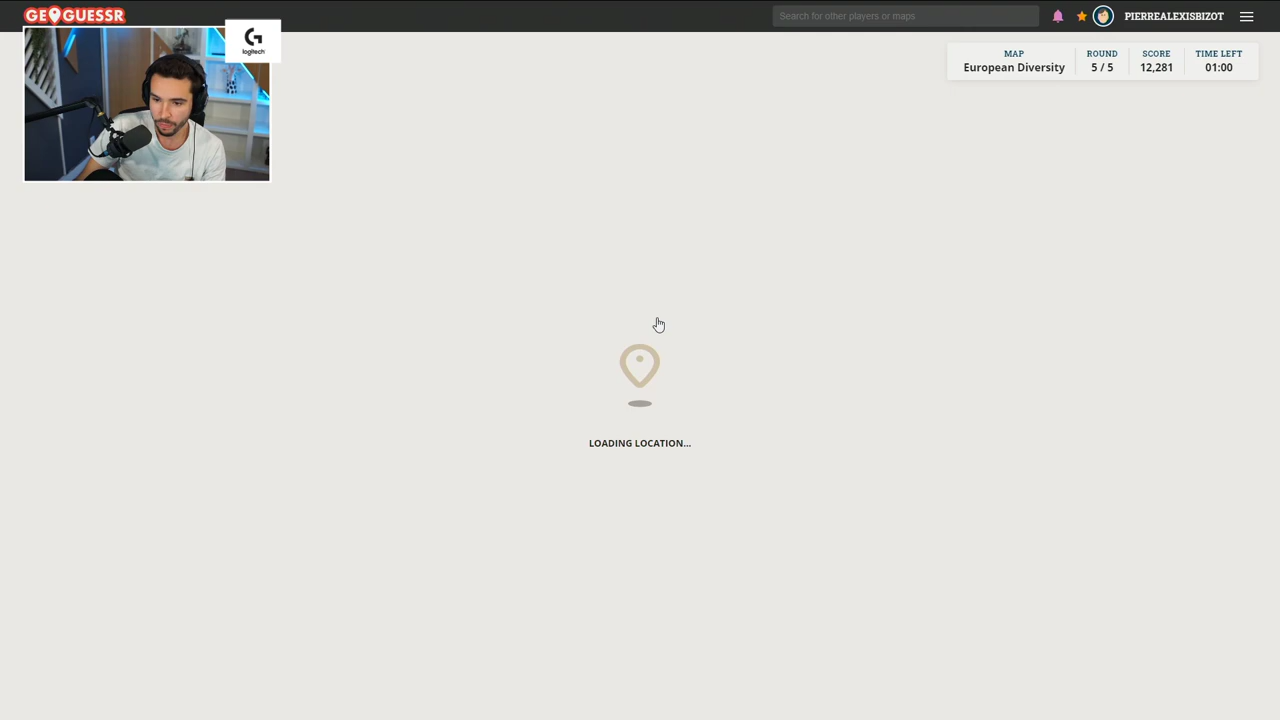 GEOGUESSR
Search for other players or maps
PIERREALEXISBIZOT
logitech
MAP
European Diversity
ROUND
5 / 5
SCORE
12,281
TIME LEFT
01:00
LOADING LOCATION...